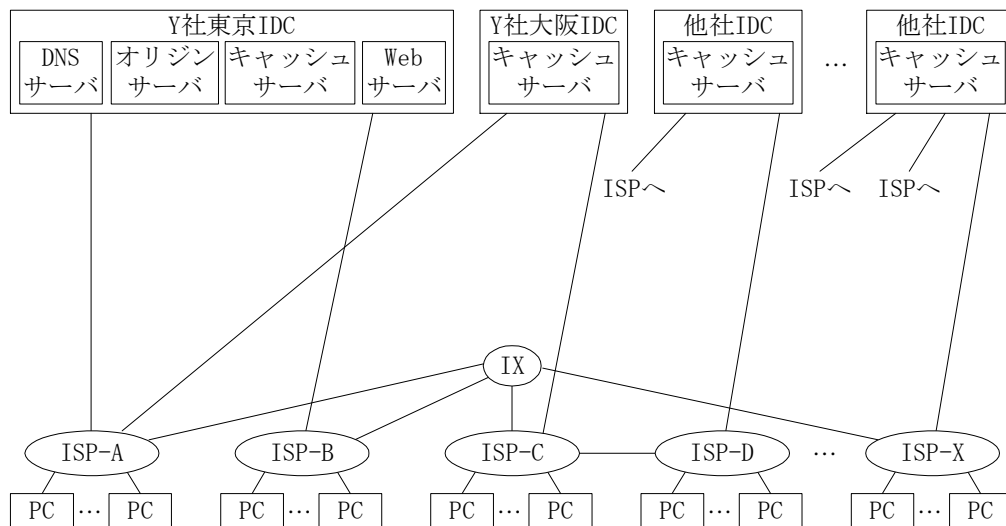 Y社東京IDC
DNS
サーバ
オリジン
サーバ
キャッシュ
サーバ
Web
サーバ
Y社大阪IDC
キャッシュ
サーバ
他社IDC
キャッシュ
サーバ
…
他社IDC
キャッシュ
サーバ
ISPへ
ISPへ
ISPへ
IX
ISP-A
ISP-B
ISP-C
ISP-D
…
ISP-X
PC … PC
PC … PC
PC … PC
PC … PC
PC … PC